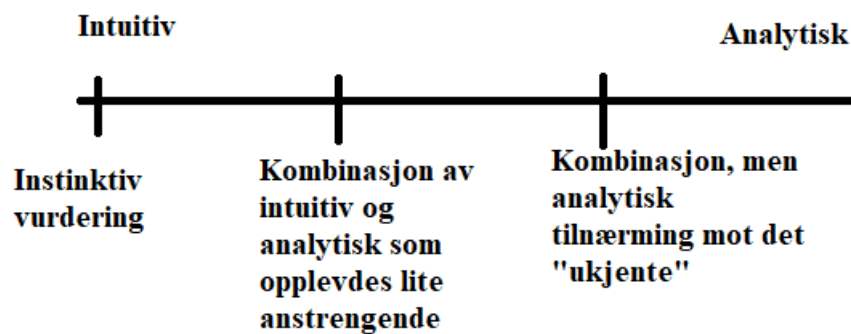 Intuitiv
Analytisk
Instinktiv
vurdering
Kombinasjon av
intuitiv og
analytisk som
opplevdes lite
anstrengende
Kombinasjon, men
analytisk
tilnærming mot det
"ukjente"